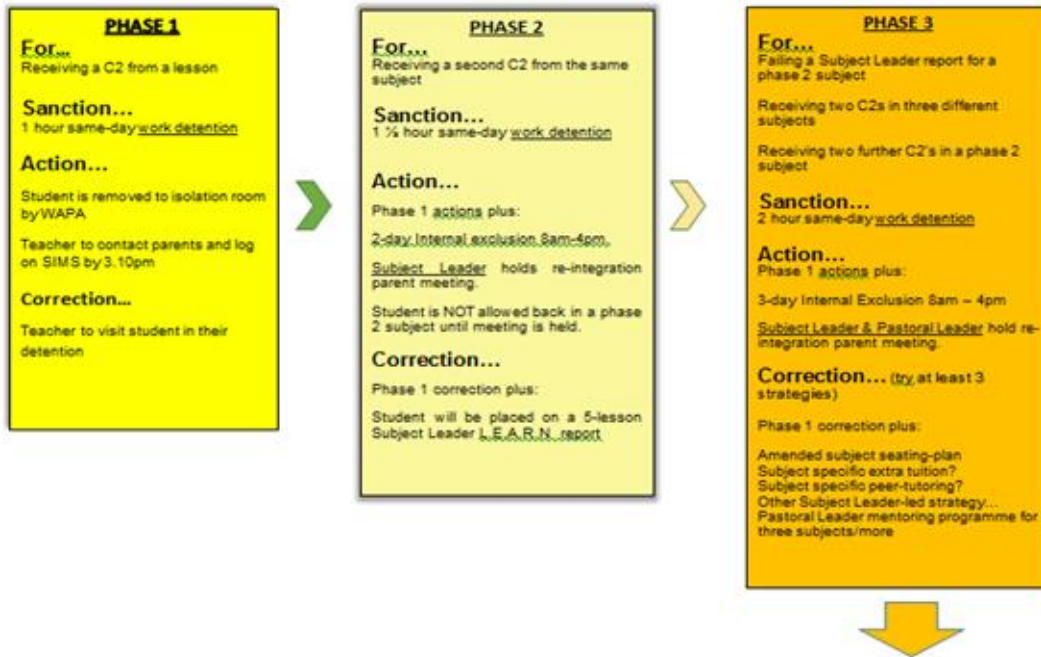 PHASE 1
For...
Receiving a C2 from a lesson
Sanction...
1 hour same-day work detention
Action...
Student is removed to isolation room
by WAPA
Teacher to contact parents and log
on SIMS by 3.10pm
Correction...
Teacher to visit student in their
detention
PHASE 2
For...
Receiving a second C2 from the same
subject
Sanction...
1 ½ hour same-day work detention
Action...
Phase 1 actions plus:
2-day Internal exclusion 8am-4pm.
Subject Leader holds re-integration
parent meeting.
Student is NOT allowed back in a phase
2 subject until meeting is held.
Correction...
Phase 1 correction plus:
Student will be placed on a 5-lesson
Subject Leader L.E.A.R.N. report
PHASE 3
For...
Failing a Subject Leader report for a
phase 2 subject
Receiving two C2s in three different
subjects
Receiving two further C2's in a phase 2
subject
Sanction...
2 hour same-day work detention
Action...
Phase 1 actions plus:
3-day Internal Exclusion 8am – 4pm
Subject Leader & Pastoral Leader hold re-
integration parent meeting.
Correction... (try at least 3
strategies)
Phase 1 correction plus:
Amended subject seating-plan
Subject specific extra tuition?
Subject specific peer-tutoring?
Other Subject Leader-led strategy...
Pastoral Leader mentoring programme for
three subjects/more